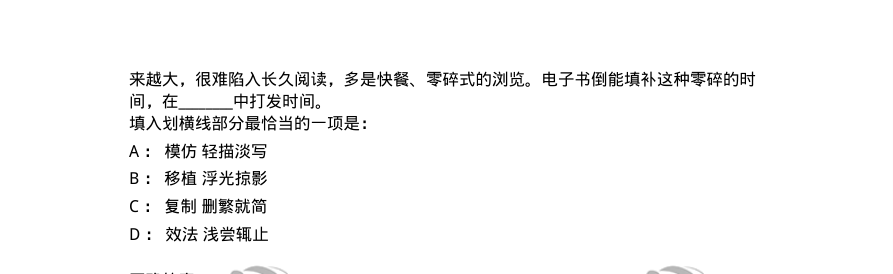 来越大，很难陷入长久阅读，多是快餐、零碎式的浏览。电子书倒能填补这种零碎的时
间，在______中打发时间。
填入划横线部分最恰当的一项是：
A： 模仿 轻描淡写
B： 移植 浮光掠影
C： 复制 删繁就简
D： 效法 浅尝辄止